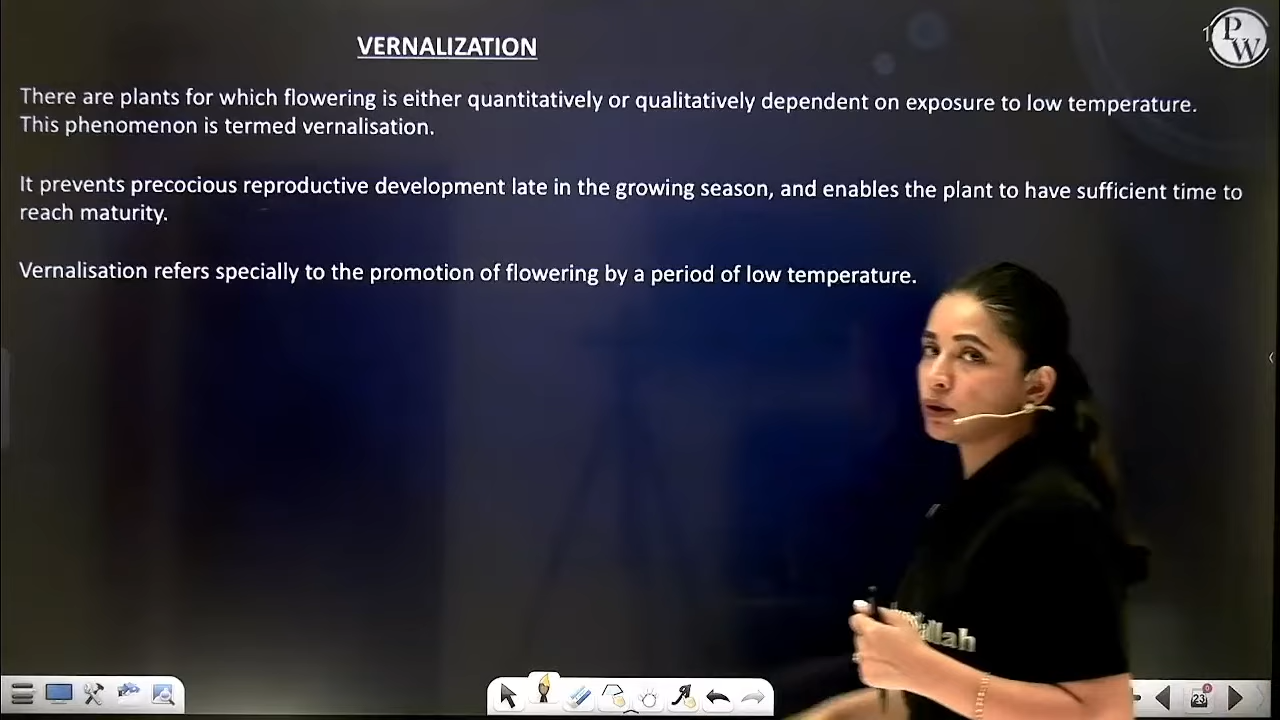 VERNALIZATION
PW
There are plants for which flowering is either quantitatively or qualitatively dependent on exposure to low temperature.
This phenomenon is termed vernalisation.
It prevents precocious reproductive development late in the growing season, and enables the plant to have sufficient time to
reach maturity.
Vernalisation refers specially to the promotion of flowering by a period of low temperature.
allah
23